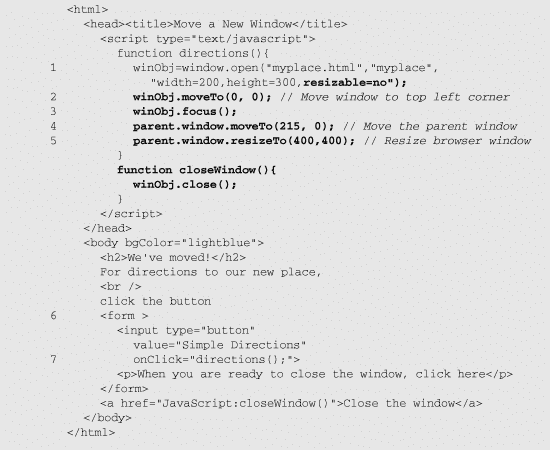 <html>
<head><title>Move a New Window</title>
<script type="text/javascript">
function directions(){
1 winObj=window.open("myplace.html","myplace",
"width=200,height=300,resizable=no");
2 winObj.moveTo(0, 0); // Move window to top left corner
3 winObj.focus();
4 parent.window.moveTo(215, 0); // Move the parent window
5 parent.window.resizeTo(400,400); // Resize browser window
}
function closeWindow(){
winObj.close();
}
</script>
</head>
<body bgColor="lightblue">
<h2>We've moved!</h2>
For directions to our new place,
<br />
click the button
6 <form >
<input type="button"
value="Simple Directions"
7 onClick="directions();">
<p>When you are ready to close the window, click here</p>
</form>
<a href="JavaScript:closeWindow()">Close the window</a>
</body>
</html>